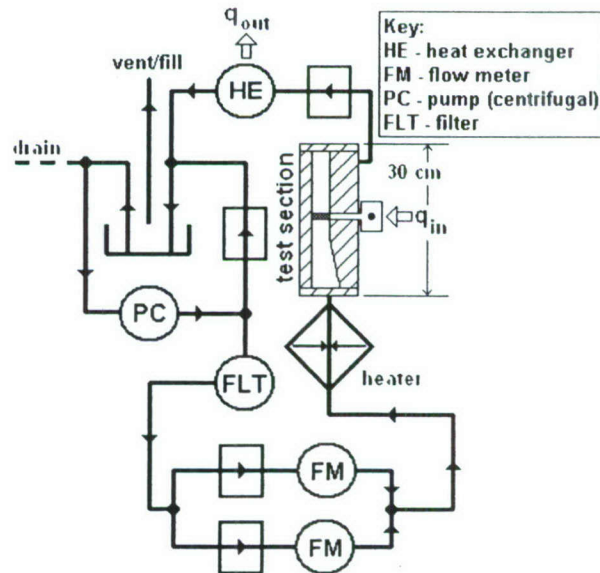 q out
Key:
HE - heat exchanger
FM - flow meter
PC - pump (centrifugal)
FLT - filter
vent/fill
HE
drain
30 cm
test section
q in
PC
FLT
heater
FM
FM